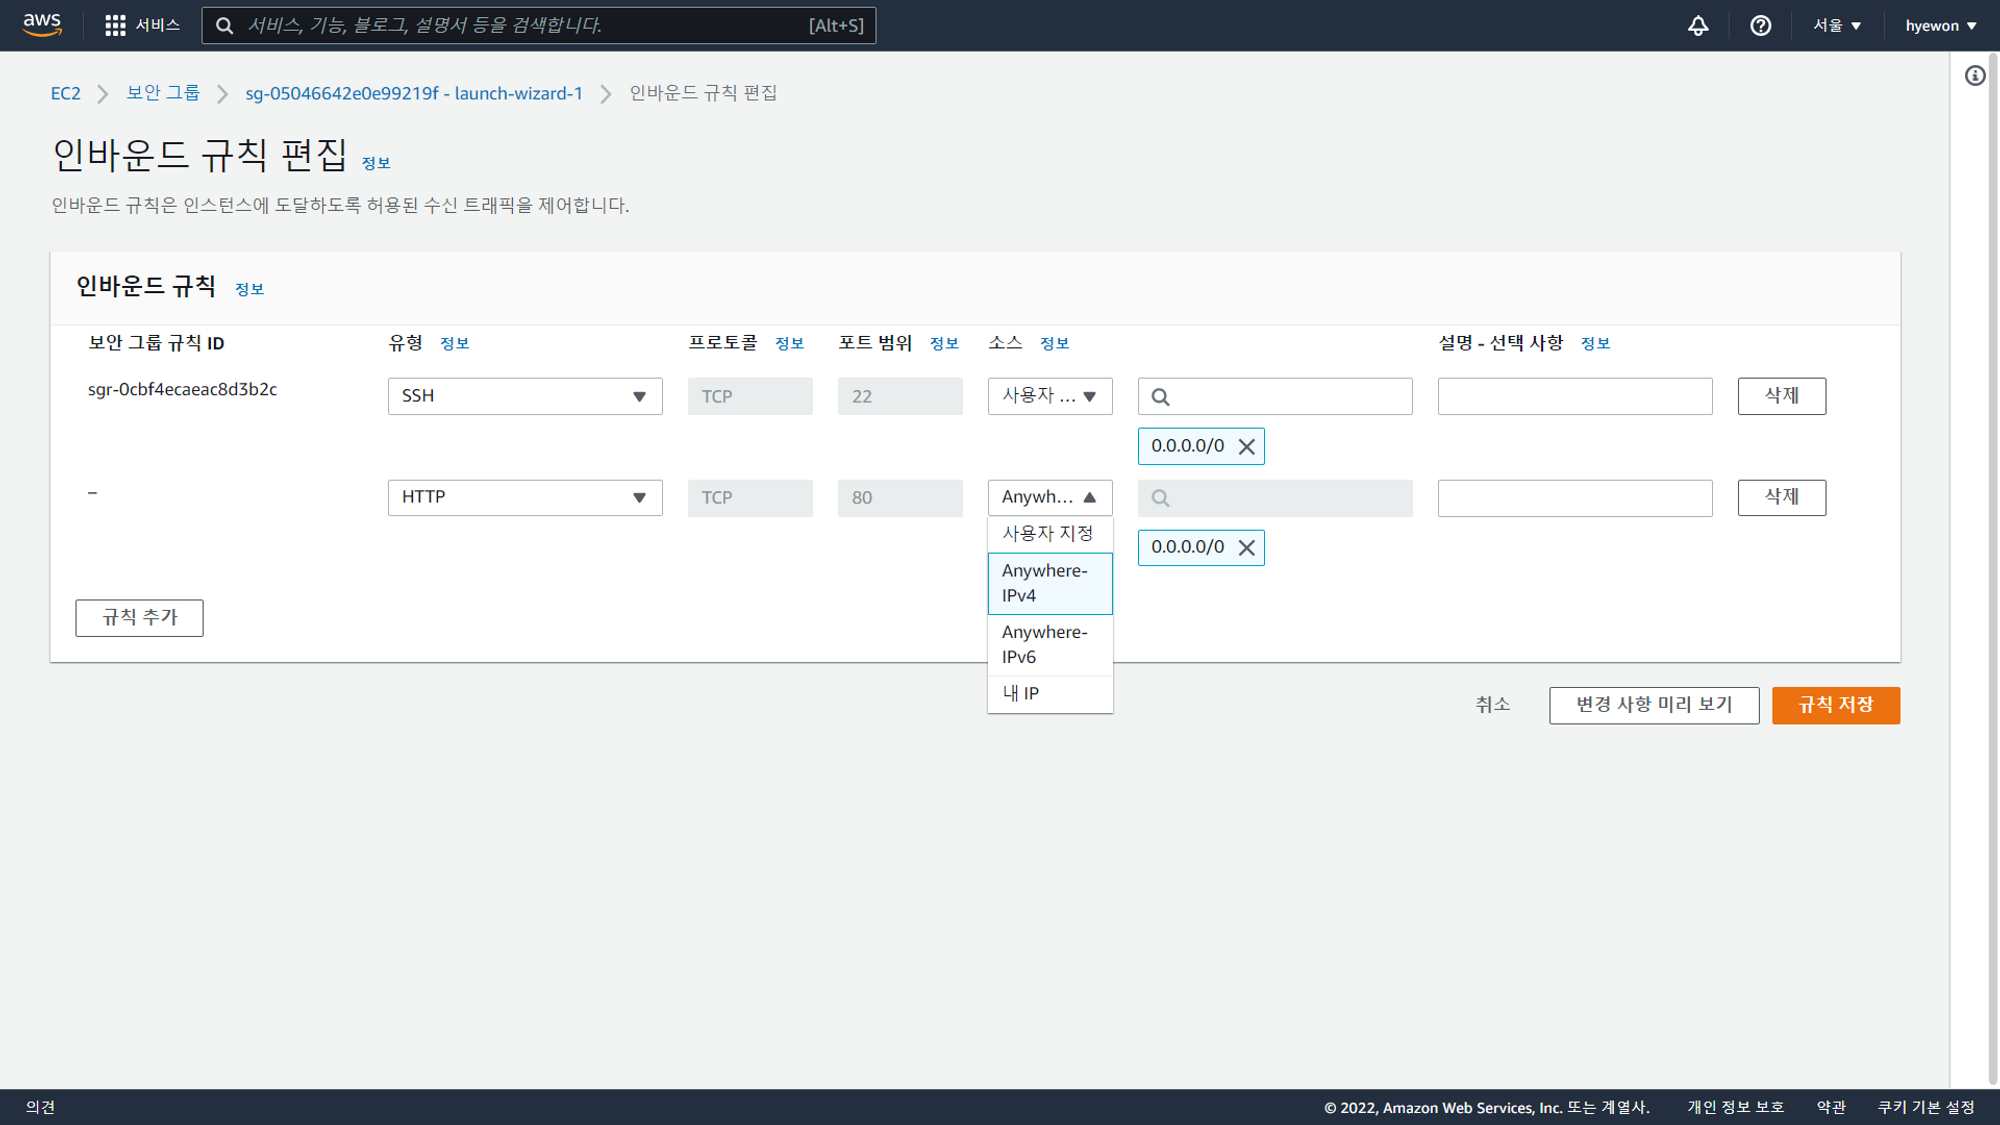 aws 서비스 서비스, 기능, 블로그, 설명서 등을 검색합니다. [Alt+S] 서울 hyewon
EC2 보안 그룹 sg-05046642e0e99219f - launch-wizard-1 인바운드 규칙 편집
인바운드 규칙 편집 정보
인바운드 규칙은 인스턴스에 도달하도록 허용된 수신 트래픽을 제어합니다.
인바운드 규칙 정보
보안 그룹 규칙 ID 유형 정보 프로토콜 정보 포트 범위 정보 소스 정보 설명 - 선택 사항 정보
sgr-0cbf4ecaeac8d3b2c SSH TCP 22 사용자 ... 삭제
0.0.0.0/0
– HTTP TCP 80 Anywh... 삭제
사용자 지정
0.0.0.0/0
Anywhere-
IPv4
Anywhere-
IPv6
내 IP
규칙 추가
취소 변경 사항 미리 보기 규칙 저장
의견 © 2022, Amazon Web Services, Inc. 또는 계열사. 개인 정보 보호 약관 쿠키 기본 설정